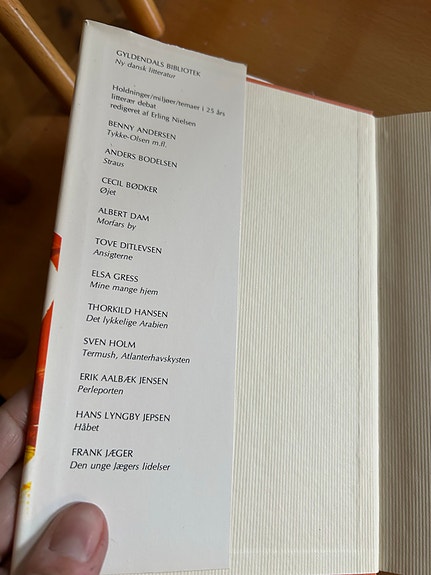 GYLDENDALS BIBLIOTEK
Ny dansk litteratur
Holdninger/miljøer/temaer i 25 års
litterær debat
redigeret af Erling Nielsen
BENNY ANDERSEN
Tykke-Olsen m.fl.
ANDERS BODELSEN
Straus
CECIL BØDKER
Øjet
ALBERT DAM
Morfars by
TOVE DITLEVSEN
Ansigterne
ELSA GRESS
Mine mange hjem
THORKILD HANSEN
Det lykkelige Arabien
SVEN HOLM
Termush, Atlanterhavskysten
ERIK AALBÆK JENSEN
Perleporten
HANS LYNGBY JEPSEN
Håbet
FRANK JÆGER
Den unge Jægers lidelser